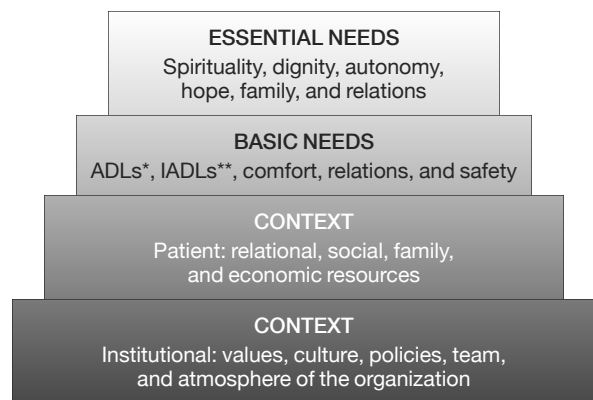 ESSENTIAL NEEDS
Spirituality, dignity, autonomy,
hope, family, and relations
BASIC NEEDS
ADLs*, IADLs**, comfort, relations, and safety
CONTEXT
Patient: relational, social, family,
and economic resources
CONTEXT
Institutional: values, culture, policies, team,
and atmosphere of the organization